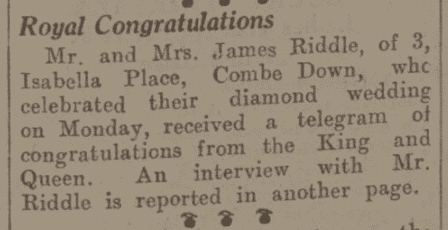 Royal Congratulations
Mr. and Mrs. James Riddle, of 3,
Isabella Place, Combe Down, who
celebrated their diamond wedding
on Monday, received a telegram of
congratulations from the King and
Queen. An interview with Mr.
Riddle is reported in another page.